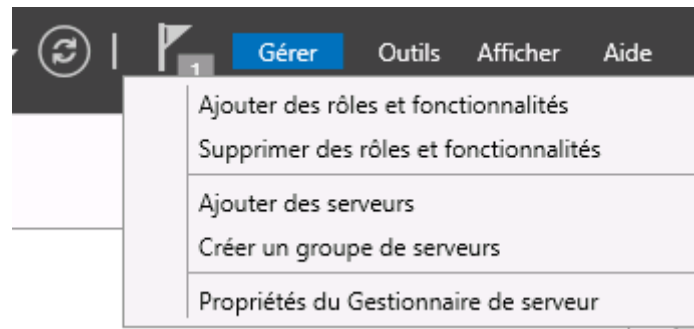 Gérer Outils Afficher Aide
1
Ajouter des rôles et fonctionnalités
Supprimer des rôles et fonctionnalités
Ajouter des serveurs
Créer un groupe de serveurs
Propriétés du Gestionnaire de serveur